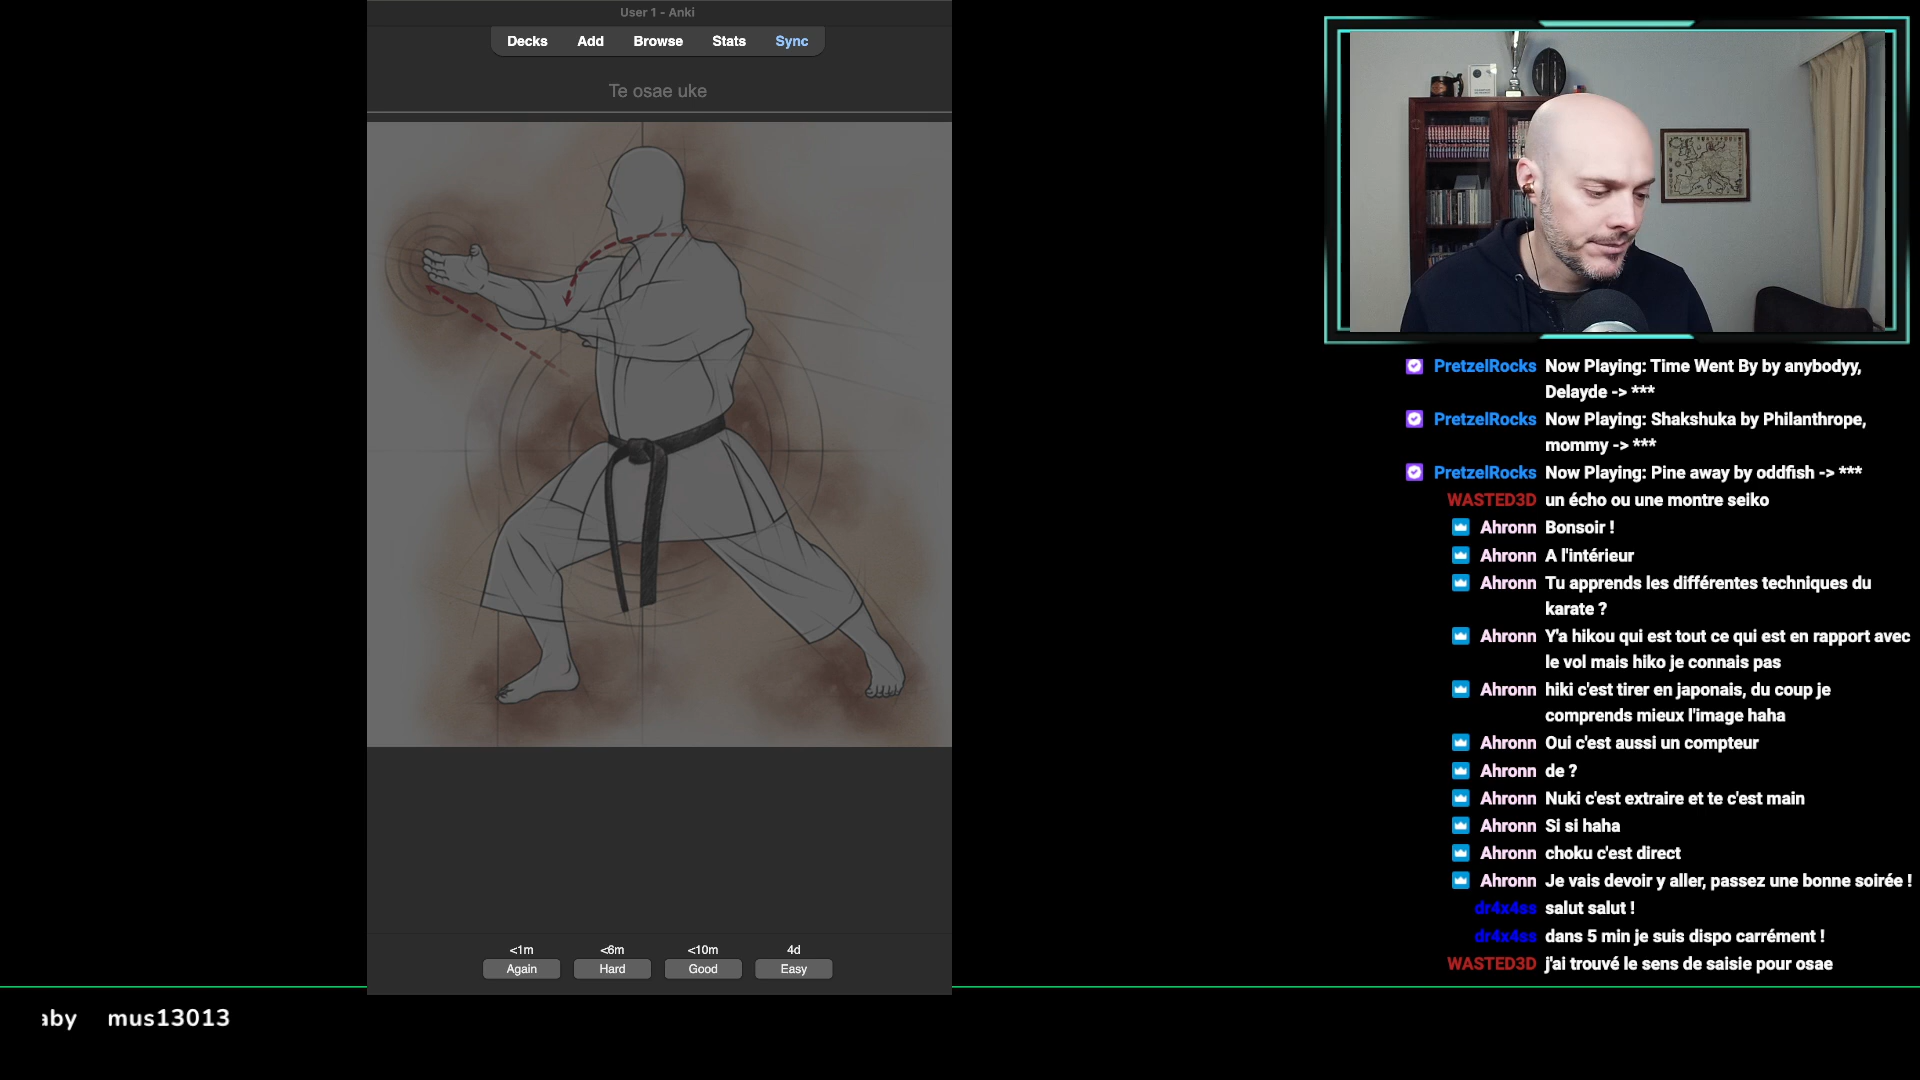 User 1 - Anki
Decks Add Browse Stats Sync
Te osae uke
<1m <6m <10m 4d
Again Hard Good Easy
PretzelRocks Now Playing: Time Went By by anybodyy,
Delayde -> ***
PretzelRocks Now Playing: Shakshuka by Philanthrope,
mommy -> ***
PretzelRocks Now Playing: Pine away by oddfish -> ***
WASTED3D un écho ou une montre seiko
Ahronn Bonsoir !
Ahronn A l'intérieur
Ahronn Tu apprends les différentes techniques du
karate ?
Ahronn Y'a hikou qui est tout ce qui est en rapport avec
le vol mais hiko je connais pas
Ahronn hiki c'est tirer en japonais, du coup je
comprends mieux l'image haha
Ahronn Oui c'est aussi un compteur
Ahronn de ?
Ahronn Nuki c'est extraire et te c'est main
Ahronn Si si haha
Ahronn choku c'est direct
Ahronn Je vais devoir y aller, passez une bonne soirée !
dr4x4ss salut salut !
dr4x4ss dans 5 min je suis dispo carrément !
WASTED3D j'ai trouvé le sens de saisie pour osae
aby mus13013